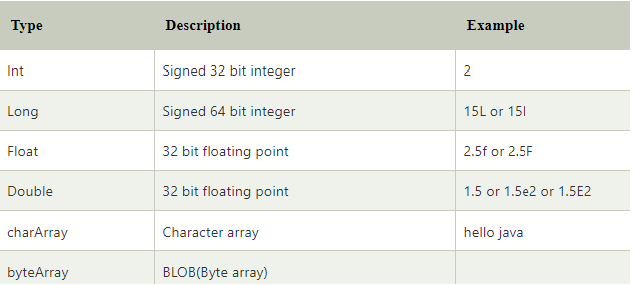 Type Description Example
Int Signed 32 bit integer 2
Long Signed 64 bit integer 15L or 15l
Float 32 bit floating point 2.5f or 2.5F
Double 32 bit floating point 1.5 or 1.5e2 or 1.5E2
charArray Character array hello java
byteArray BLOB(Byte array)